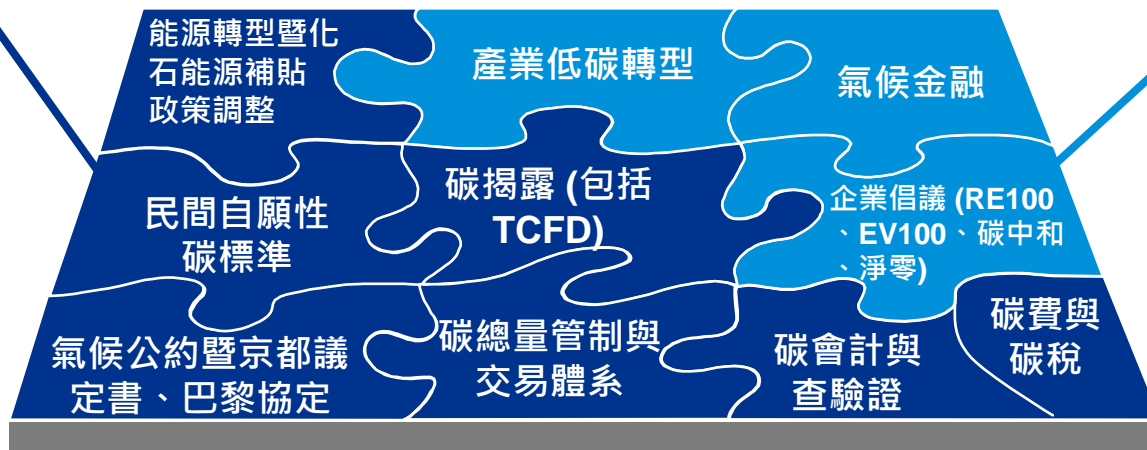 能源轉型暨化
石能源補貼
政策調整
產業低碳轉型
氣候金融
民間自願性
碳標準
碳揭露 (包括
TCFD)
企業倡議 (RE100
、EV100、碳中和
、淨零)
氣候公約暨京都議
定書、巴黎協定
碳總量管制與
交易體系
碳會計與
查驗證
碳費與
碳稅